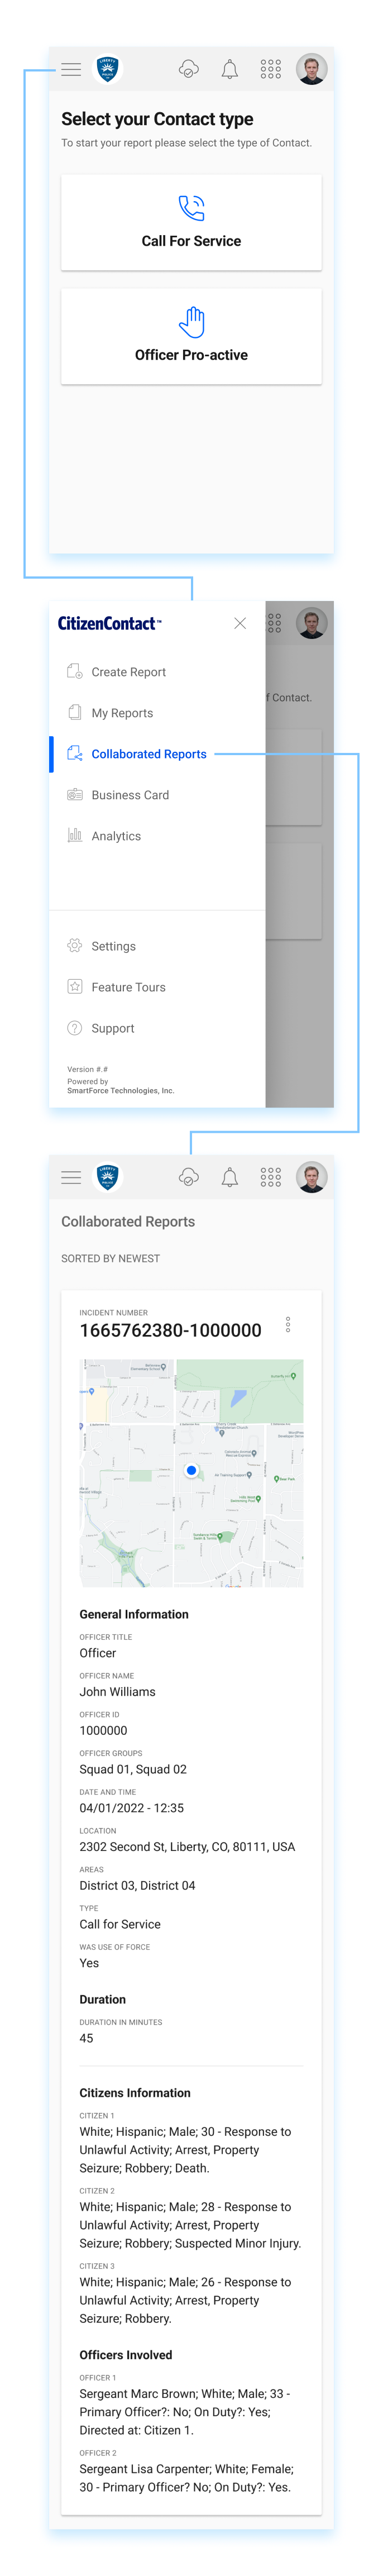 LIBERTY
POLICE
Select your Contact type
To start your report please select the type of Contact.
Call For Service
Officer Pro-active
CitizenContact™
Create Report
f Contact.
My Reports
Collaborated Reports
Business Card
Analytics
Settings
Feature Tours
Support
Version #.#
Powered by
SmartForce Technologies, Inc.
LIBERTY
POLICE
Collaborated Reports
SORTED BY NEWEST
INCIDENT NUMBER
1665762380-1000000
General Information
OFFICER TITLE
Officer
OFFICER NAME
John Williams
OFFICER ID
1000000
OFFICER GROUPS
Squad 01, Squad 02
DATE AND TIME
04/01/2022 - 12:35
LOCATION
2302 Second St, Liberty, CO, 80111, USA
AREAS
District 03, District 04
TYPE
Call for Service
WAS USE OF FORCE
Yes
Duration
DURATION IN MINUTES
45
Citizens Information
CITIZEN 1
White; Hispanic; Male; 30 - Response to
Unlawful Activity; Arrest, Property
Seizure; Robbery; Death.
CITIZEN 2
White; Hispanic; Male; 28 - Response to
Unlawful Activity; Arrest, Property
Seizure; Robbery; Suspected Minor Injury.
CITIZEN 3
White; Hispanic; Male; 26 - Response to
Unlawful Activity; Arrest, Property
Seizure; Robbery.
Officers Involved
OFFICER 1
Sergeant Marc Brown; White; Male; 33 -
Primary Officer?: No; On Duty?: Yes;
Directed at: Citizen 1.
OFFICER 2
Sergeant Lisa Carpenter; White; Female;
30 - Primary Officer? No; On Duty?: Yes.